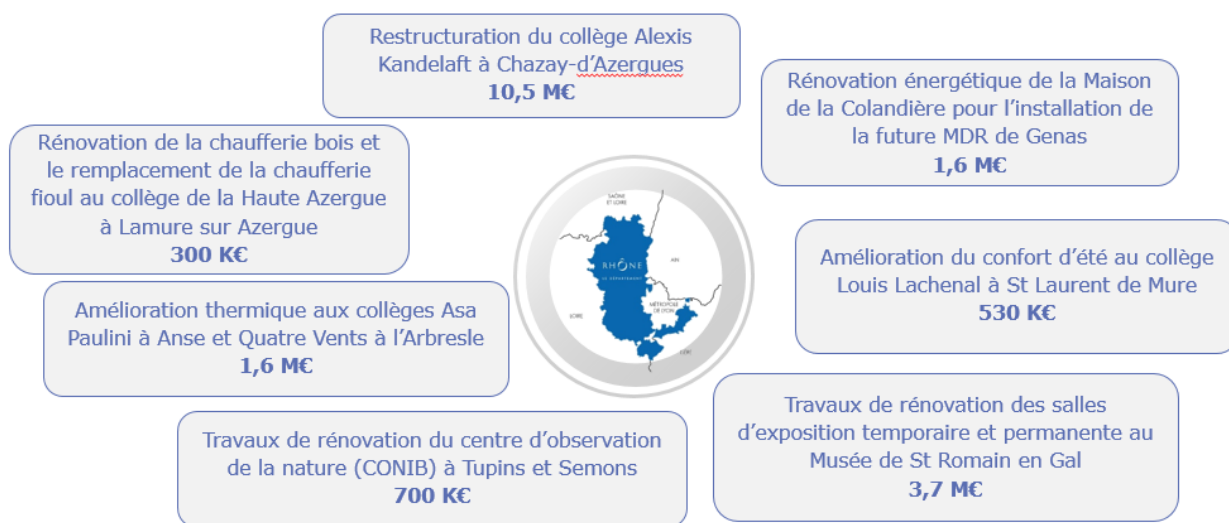 Restructuration du collège Alexis
Kandelaft à Chazay-d’Azergues
10,5 M€
Rénovation énergétique de la Maison
de la Colandière pour l’installation de
la future MDR de Genas
1,6 M€
Rénovation de la chaufferie bois et
le remplacement de la chaufferie
fioul au collège de la Haute Azergue
à Lamure sur Azergue
300 K€
SAÔNE
ET LOIRE
RHÔNE
LE DÉPARTEMENT
AIN
MÉTROPOLE
DE LYON
LOIRE
ISÈRE
Amélioration du confort d’été au collège
Louis Lachenal à St Laurent de Mure
530 K€
Amélioration thermique aux collèges Asa
Paulini à Anse et Quatre Vents à l’Arbresle
1,6 M€
Travaux de rénovation des salles
d’exposition temporaire et permanente au
Musée de St Romain en Gal
3,7 M€
Travaux de rénovation du centre d’observation
de la nature (CONIB) à Tupins et Semons
700 K€